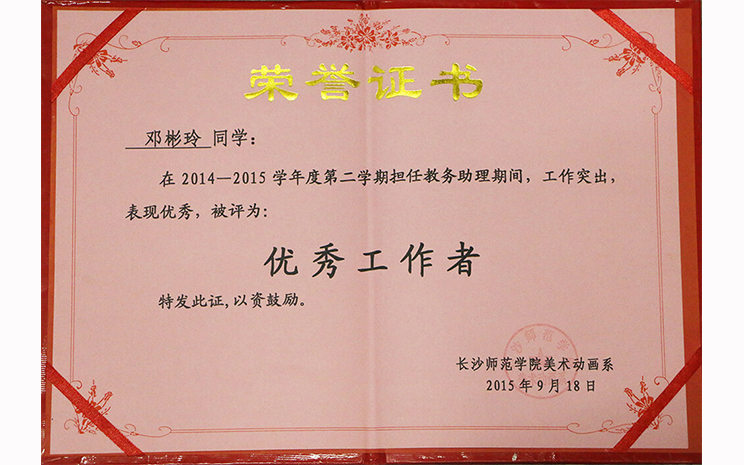 荣誉证书
邓彬玲 同学：
在 2014—2015 学年度第二学期担任教务助理期间，工作突出，
表现优秀，被评为：
优秀工作者
特发此证,以资鼓励。
长沙师范学院美术动画系
2015 年 9 月 18 日